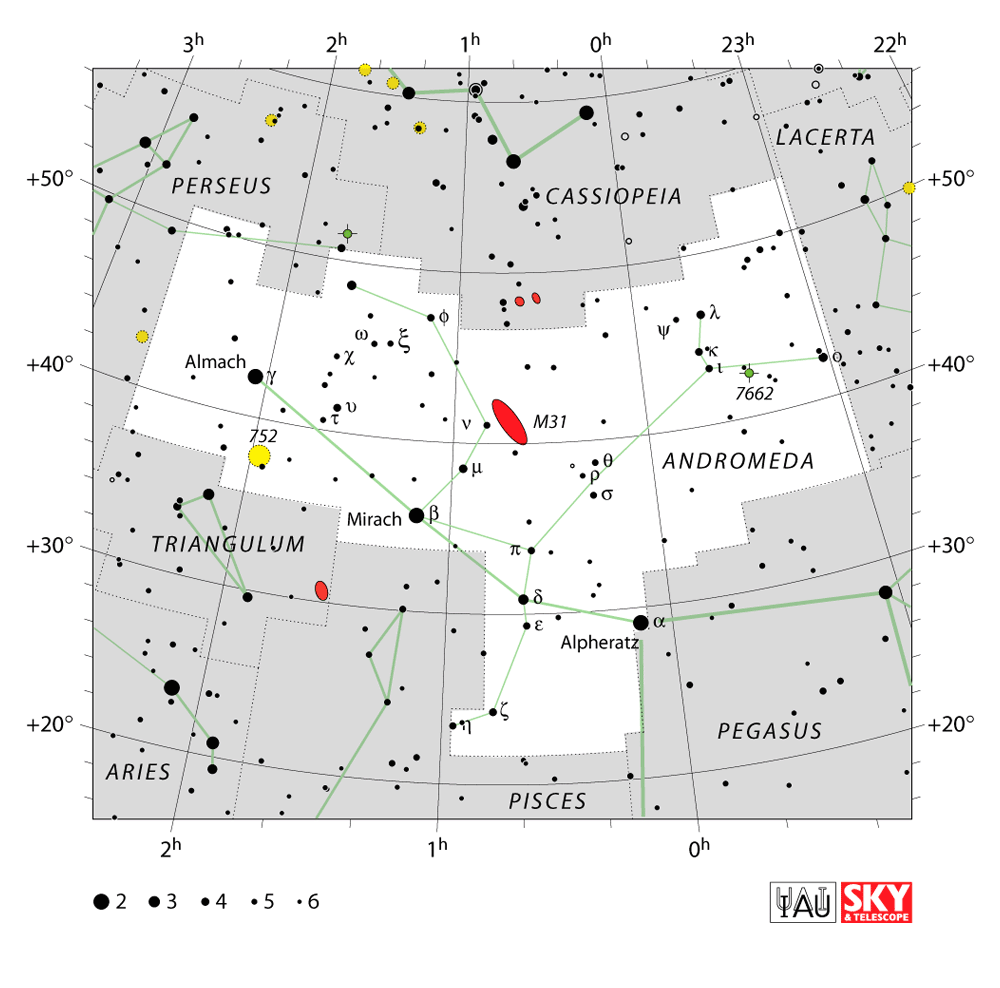 3h 2h 1h 0h 23h 22h
LACERTA
+50° PERSEUS CASSIOPEIA +50°
λ
ψ
ϕ
ω ξ
χ κ
+40° Almach γ ι ο +40°
7662
τ υ
ν M31
752
θ
μ ρ ANDROMEDA
σ
Mirach β
+30° TRIANGULUM π +30°
δ
ε α
Alpheratz
ζ
+20° η PEGASUS +20°
ARIES
PISCES
2h 1h 0h
2 3 4 5 6
IAU SKY
& TELESCOPE